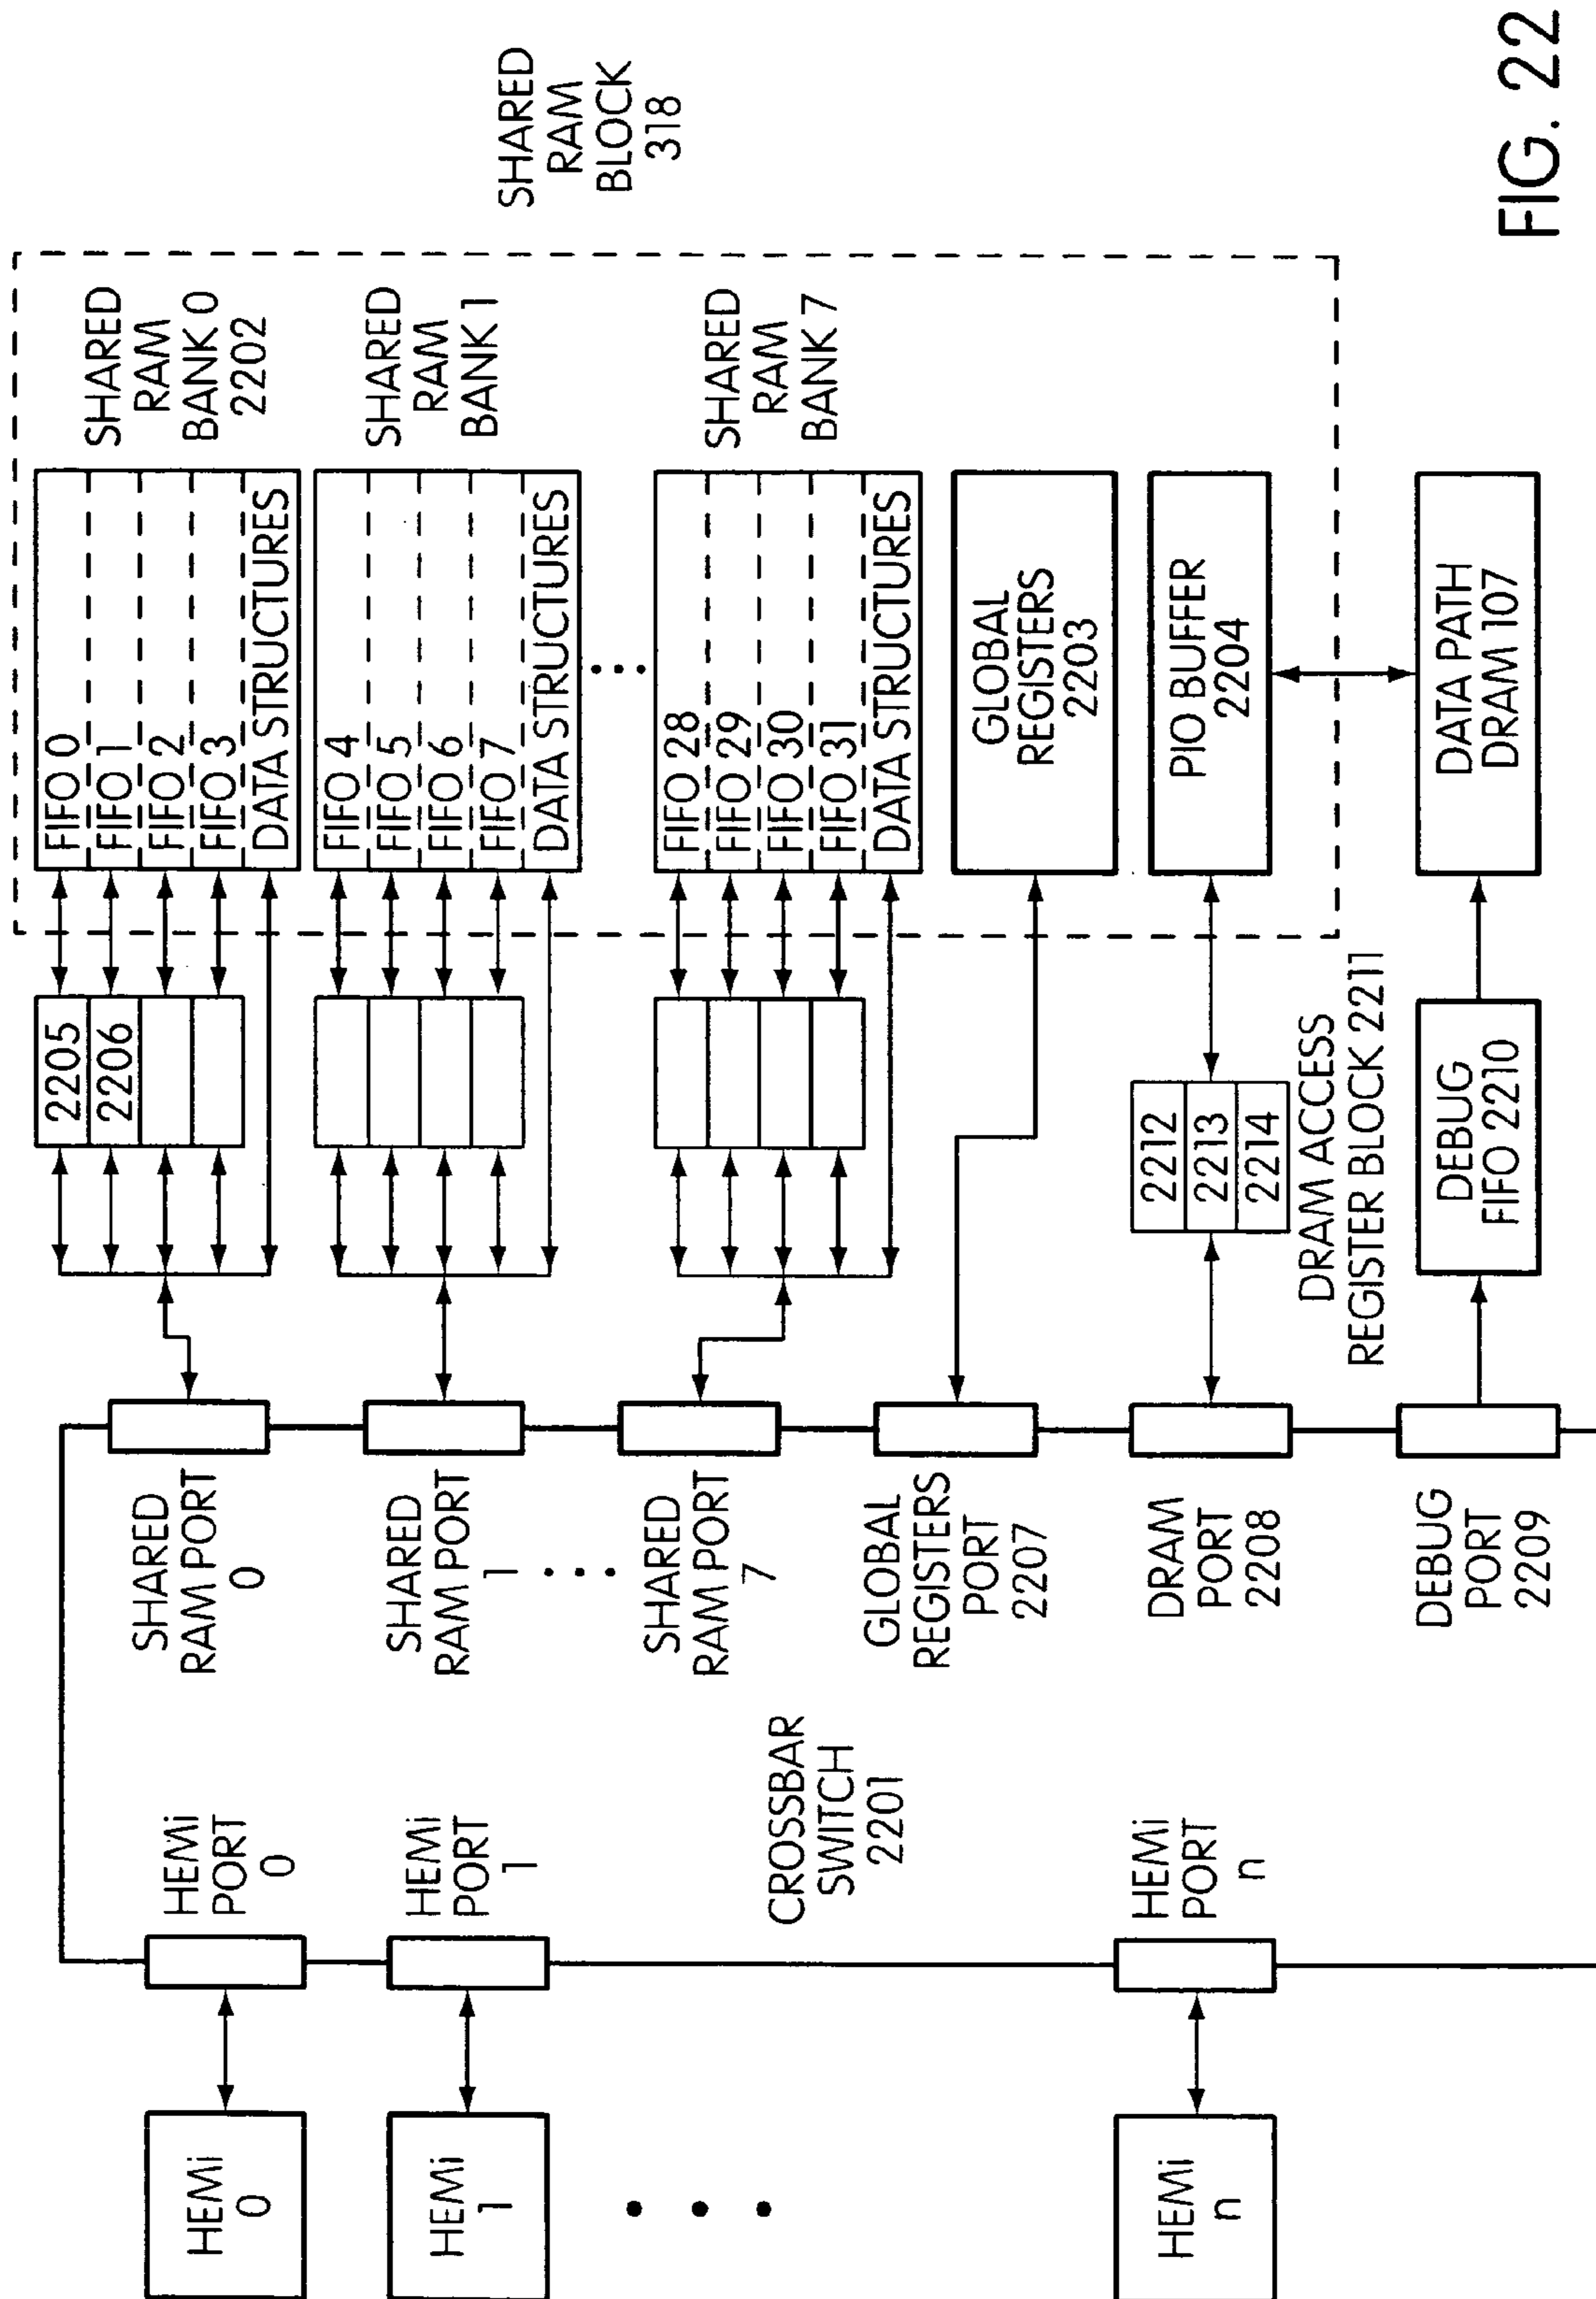 HEMi
0
HEMi
1
HEMi
n
HEMi
PORT
0
HEMi
PORT
1
HEMi
PORT
n
CROSSBAR
SWITCH
2201
SHARED
RAM PORT
0
SHARED
RAM PORT
1
SHARED
RAM PORT
7
GLOBAL
REGISTERS
PORT
2207
DRAM
PORT
2208
DEBUG
PORT
2209
2205
2206
2212
2213
2214
DRAM ACCESS
REGISTER BLOCK 2211
DEBUG
FIFO 2210
FIFO 0
FIFO 1
FIFO 2
FIFO 3
DATA STRUCTURES
FIFO 4
FIFO 5
FIFO 6
FIFO 7
DATA STRUCTURES
FIFO 28
FIFO 29
FIFO 30
FIFO 31
DATA STRUCTURES
GLOBAL
REGISTERS
2203
PIO BUFFER
2204
DATA PATH
DRAM 107
SHARED
RAM
BANK 0
2202
SHARED
RAM
BANK 1
SHARED
RAM
BANK 7
SHARED
RAM
BLOCK
318
FIG. 22